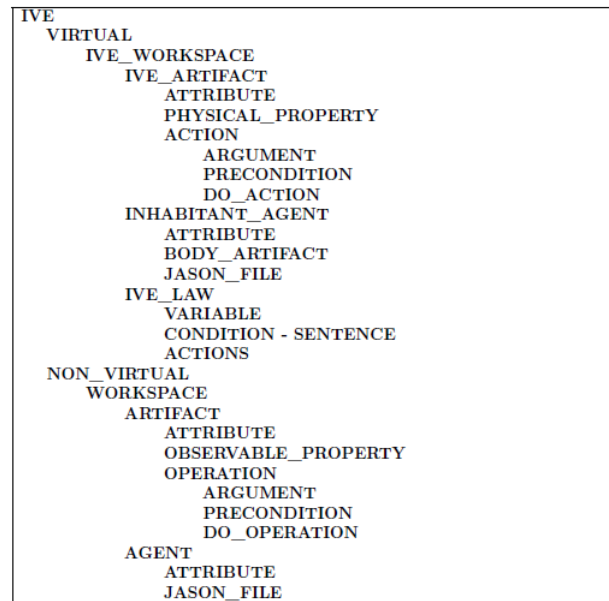 IVE
VIRTUAL
IVE_WORKSPACE
IVE_ARTIFACT
ATTRIBUTE
PHYSICAL_PROPERTY
ACTION
ARGUMENT
PRECONDITION
DO_ACTION
INHABITANT_AGENT
ATTRIBUTE
BODY_ARTIFACT
JASON_FILE
IVE_LAW
VARIABLE
CONDITION - SENTENCE
ACTIONS
NON_VIRTUAL
WORKSPACE
ARTIFACT
ATTRIBUTE
OBSERVABLE_PROPERTY
OPERATION
ARGUMENT
PRECONDITION
DO_OPERATION
AGENT
ATTRIBUTE
JASON_FILE